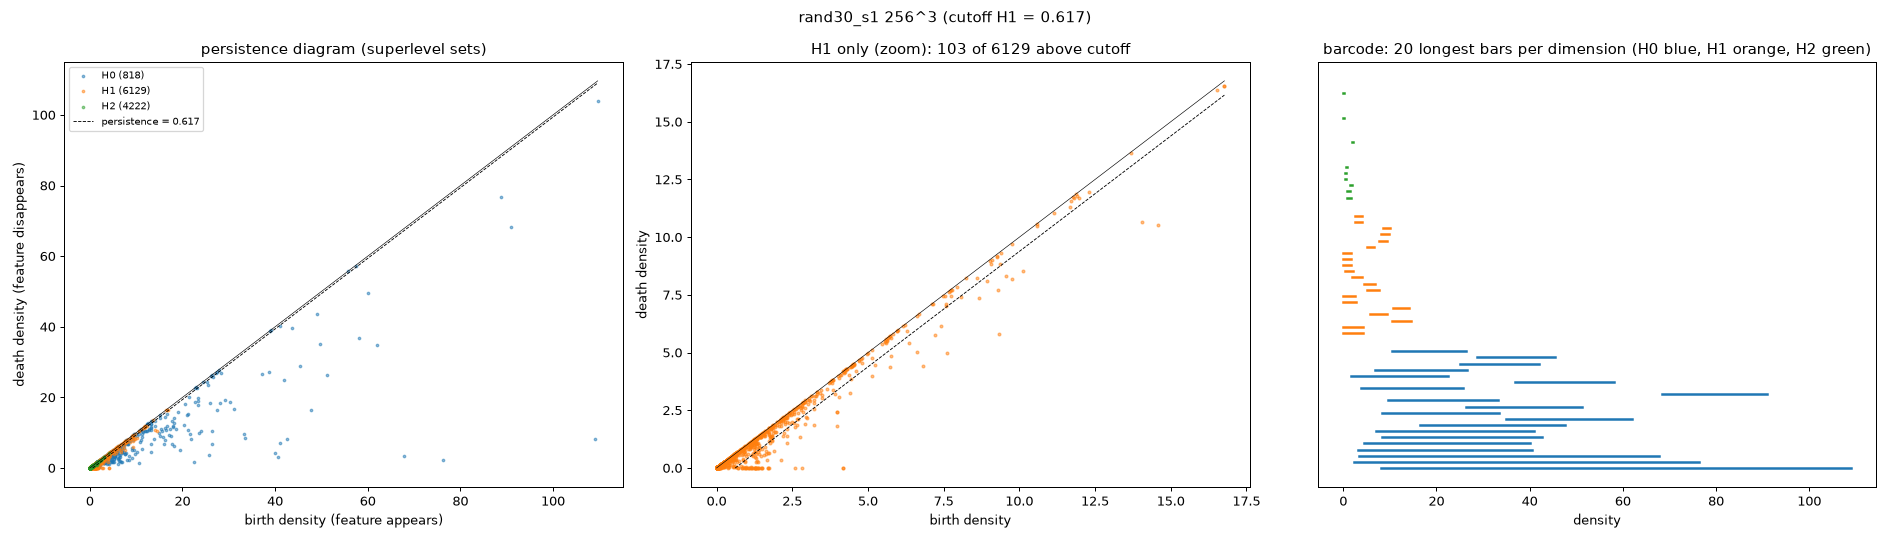 rand30_s1 256^3 (cutoff H1 = 0.617)
persistence diagram (superlevel sets)
H0 (818)
H1 (6129)
H2 (4222)
persistence = 0.617
death density (feature disappears)
100
80
60
40
20
0
0 20 40 60 80 100
birth density (feature appears)
H1 only (zoom): 103 of 6129 above cutoff
death density
17.5
15.0
12.5
10.0
7.5
5.0
2.5
0.0
0.0 2.5 5.0 7.5 10.0 12.5 15.0 17.5
birth density
barcode: 20 longest bars per dimension (H0 blue, H1 orange, H2 green)
0 20 40 60 80 100
density